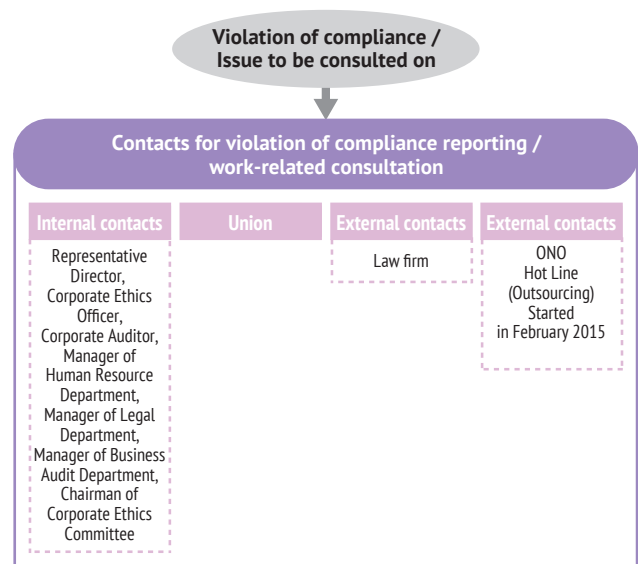 Violation of compliance /
Issue to be consulted on
Contacts for violation of compliance reporting /
work-related consultation
Internal contacts
Representative
Director,
Corporate Ethics
Officer,
Corporate Auditor,
Manager of
Human Resource
Department,
Manager of Legal
Department,
Manager of Business
Audit Department,
Chairman of
Corporate Ethics
Committee
Union
External contacts
Law firm
External contacts
ONO
Hot Line
(Outsourcing)
Started
in February 2015